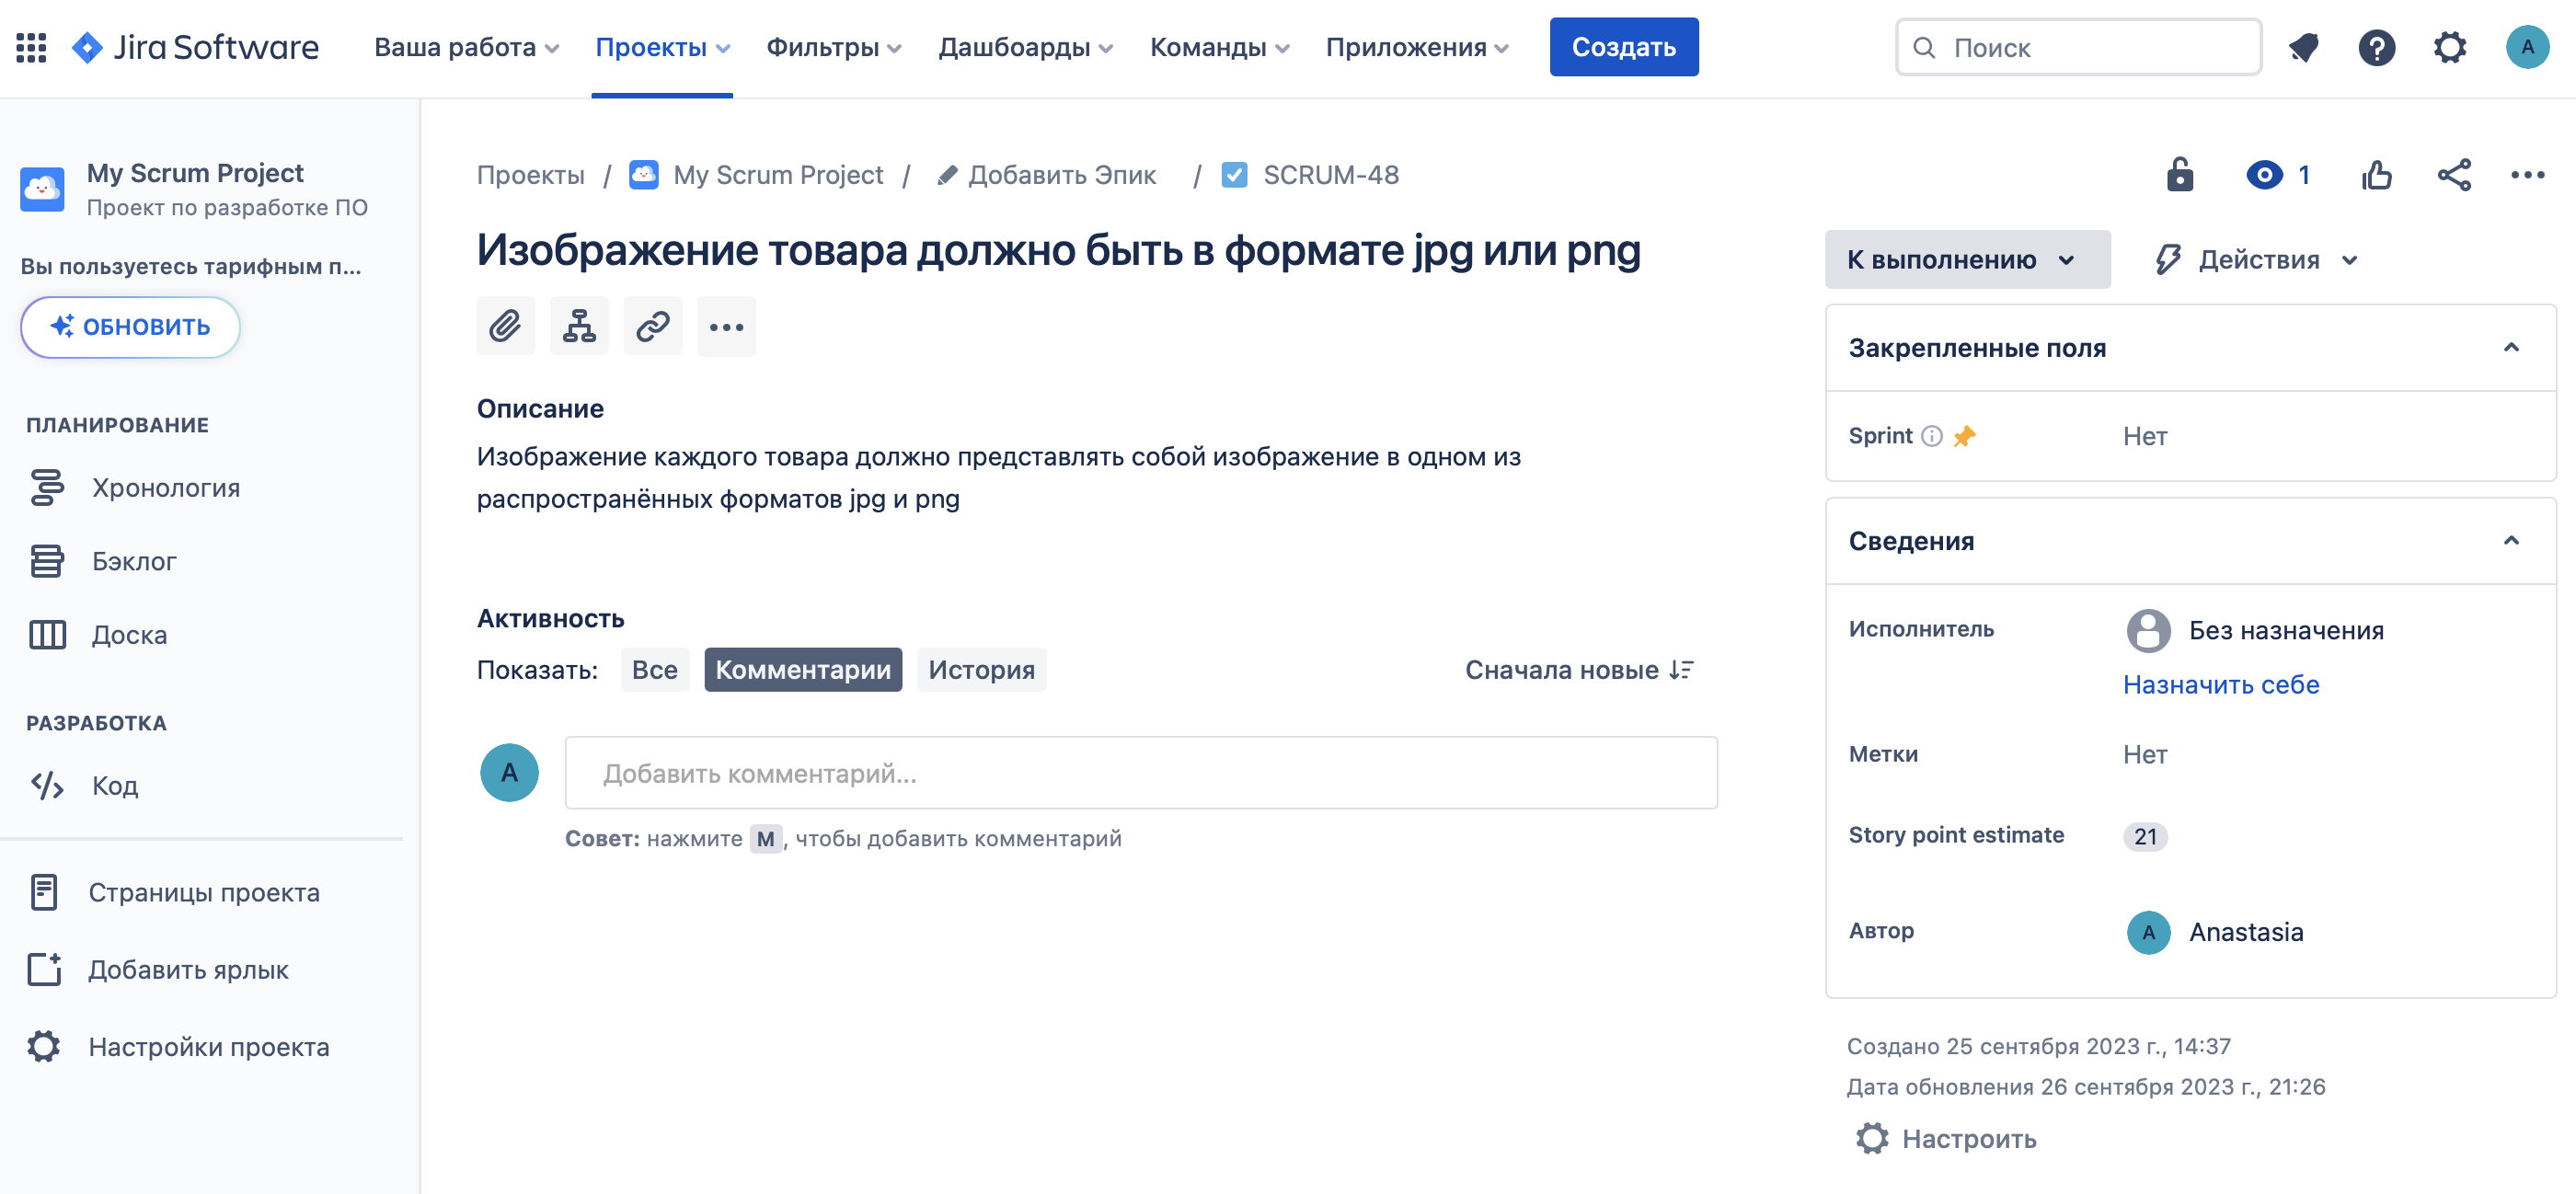 Jira Software Ваша работа Проекты Фильтры Дашборды Команды Приложения Создать Поиск A
My Scrum Project
Проект по разработке ПО
Вы пользуетесь тарифным п...
ОБНОВИТЬ
ПЛАНИРОВАНИЕ
Хронология
Бэклог
Доска
РАЗРАБОТКА
Код
Страницы проекта
Добавить ярлык
Настройки проекта
Проекты / My Scrum Project / Добавить Эпик / SCRUM-48
1
Изображение товара должно быть в формате jpg или png
Описание
Изображение каждого товара должно представлять собой изображение в одном из
распространённых форматов jpg и png
Активность
Показать: Все Комментарии История Сначала новые
A Добавить комментарий...
Совет: нажмите M, чтобы добавить комментарий
К выполнению Действия
Закрепленные поля
Sprint Нет
Сведения
Исполнитель Без назначения
Назначить себе
Метки Нет
Story point estimate 21
Автор A Anastasia
Создано 25 сентября 2023 г., 14:37
Дата обновления 26 сентября 2023 г., 21:26
Настроить